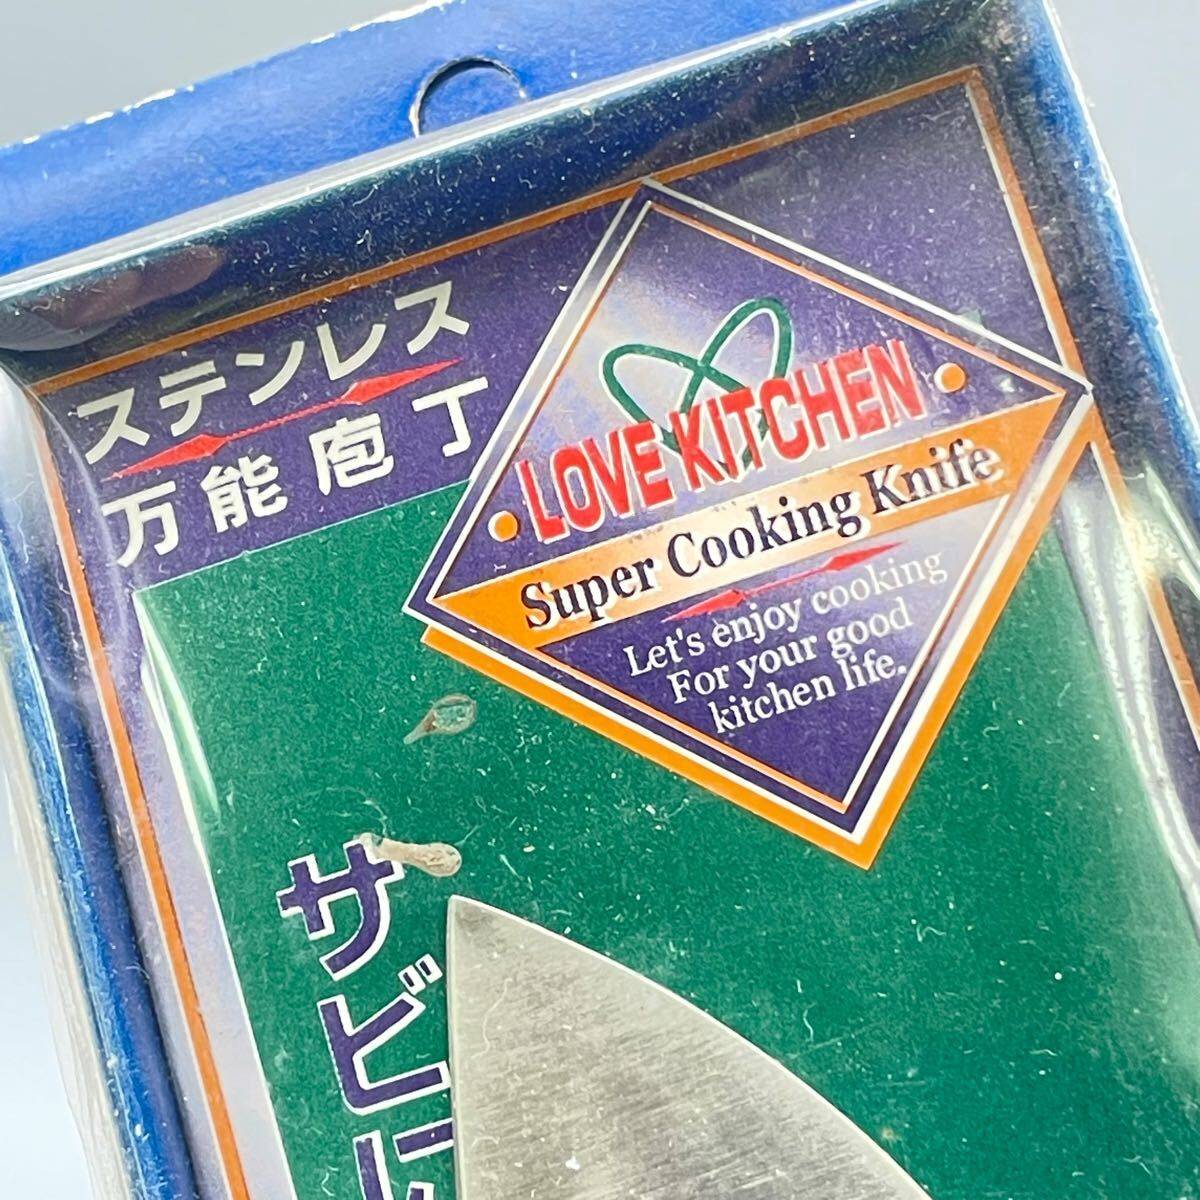 ステンレス
万能庖丁
LOVE KITCHEN
Super Cooking Knife
Let's enjoy cooking
For your good
kitchen life.
サビに